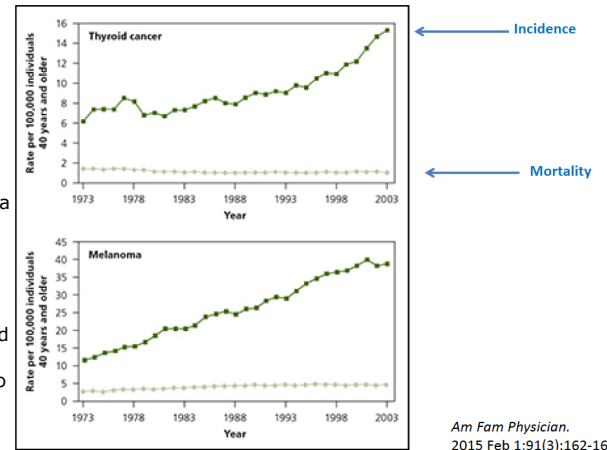 Thyroid cancer
Incidence
Rate per 100,000 individuals
40 years and older
16
14
12
10
8
6
4
2
0
Mortality
1973
1978
1983
1988
1993
1998
2003
Year
a
Melanoma
Rate per 100,000 individuals
40 years and older
45
40
35
30
25
20
15
10
5
0
d
o
1973
1978
1983
1988
1993
1998
2003
Year
Am Fam Physician.
2015 Feb 1:91(3):162-16